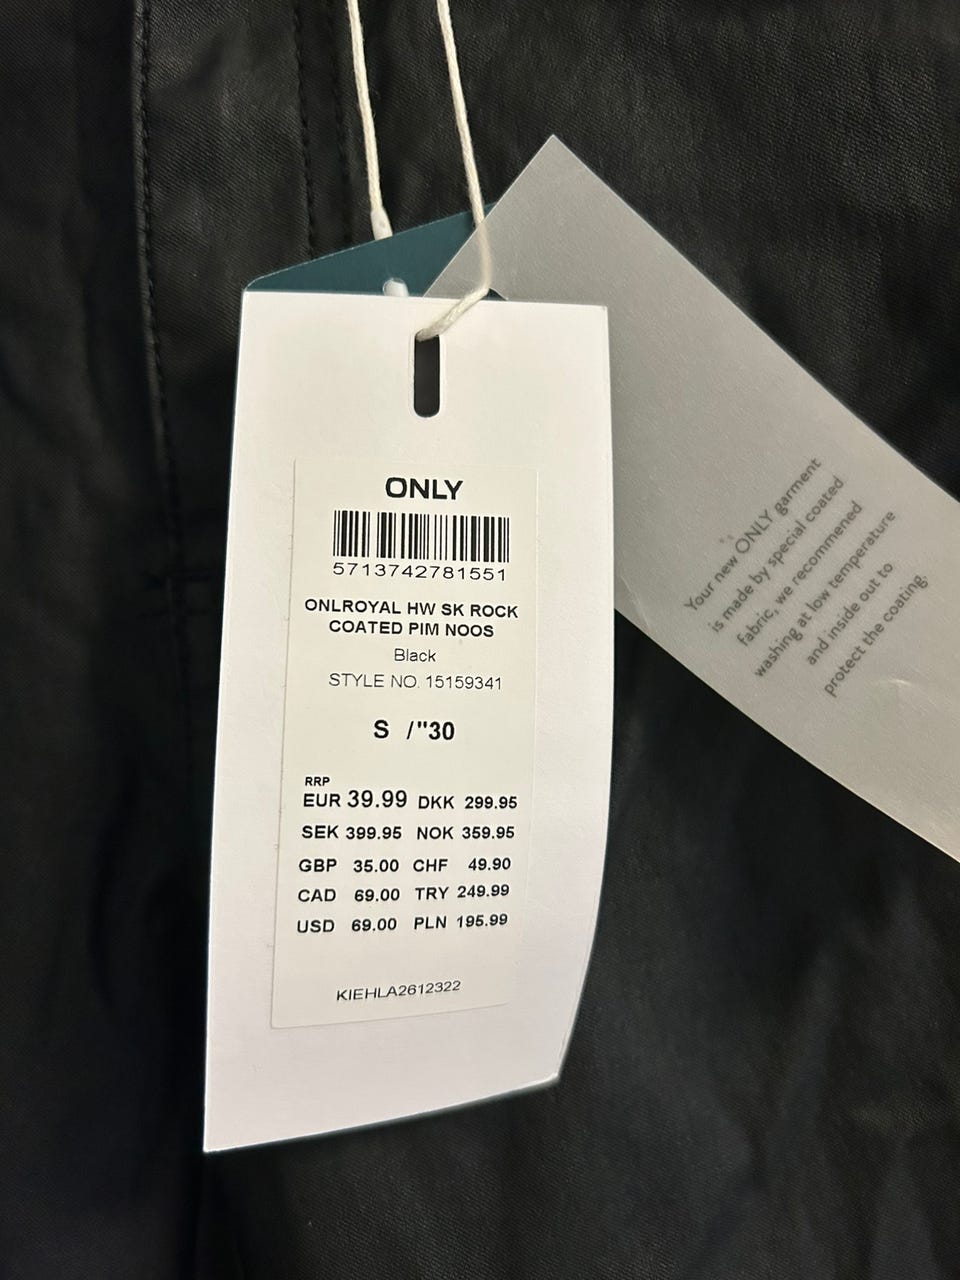 ONLY
5713742781551
ONLROYAL HW SK ROCK
COATED PIM NOOS
Black
STYLE NO. 15159341
S /"30
RRP
EUR 39.99 DKK 299.95
SEK 399.95 NOK 359.95
GBP 35.00 CHF 49.90
CAD 69.00 TRY 249.99
USD 69.00 PLN 195.99
KIEHLA2612322
Your new ONLY garment
is made by special coated
fabric, we recommened
washing at low temperature
and inside out to
protect the coating.